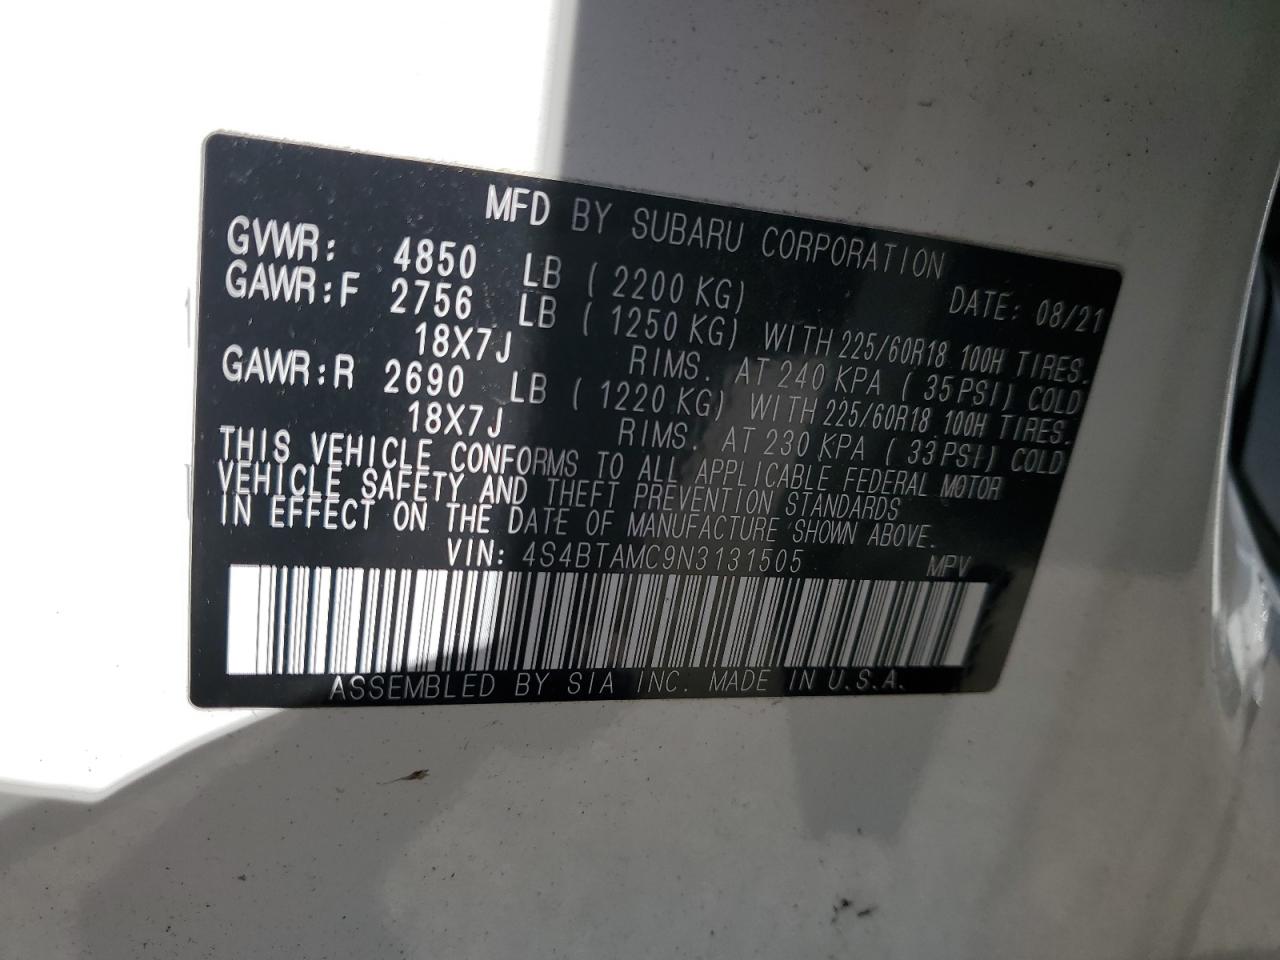 MFD BY SUBARU CORPORATION
DATE: 08/21
GVWR: 4850 LB ( 2200 KG)
GAWR:F 2756 LB ( 1250 KG) WITH 225/60R18 100H TIRES.
18X7J RIMS. AT 240 KPA ( 35PSI) COLD
GAWR:R 2690 LB ( 1220 KG) WITH 225/60R18 100H TIRES.
18X7J RIMS. AT 230 KPA ( 33PSI) COLD
THIS VEHICLE CONFORMS TO ALL APPLICABLE FEDERAL MOTOR
VEHICLE SAFETY AND THEFT PREVENTION STANDARDS
IN EFFECT ON THE DATE OF MANUFACTURE SHOWN ABOVE.
VIN: 4S4BTAMC9N3131505 MPV
ASSEMBLED BY SIA INC. MADE IN U.S.A.